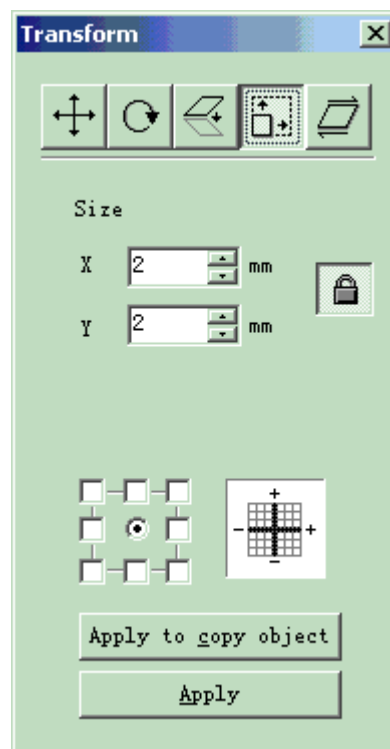 Transform
Size
X 2 mm
Y 2 mm
+
- +
-
Apply to copy object
Apply